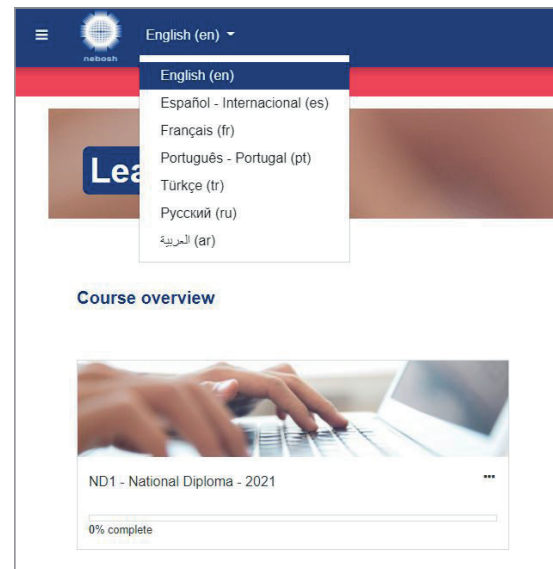 English (en)
nebosh
English (en)
Español - Internacional (es)
Français (fr)
Português - Portugal (pt)
Türkçe (tr)
Русский (ru)
العربية (ar)
Course overview
ND1 - National Diploma - 2021
0% complete